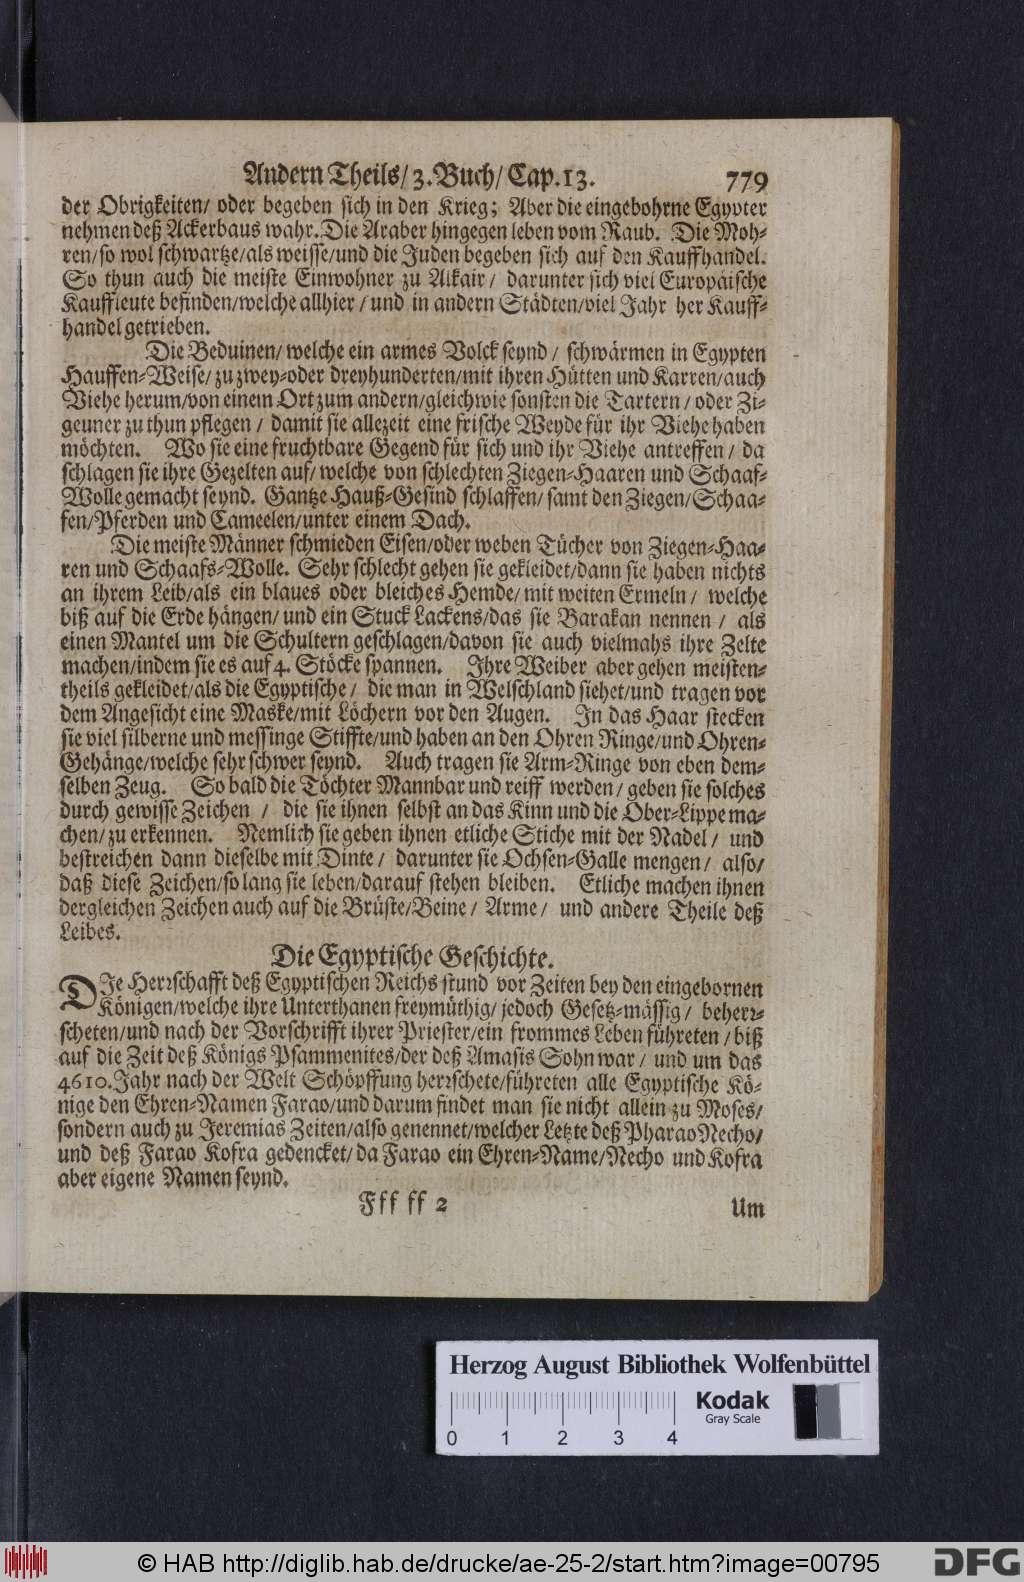 Andern Theils/ 3. Buch/ Cap. 13. 779
der Obrigkeiten/ oder begeben sich in den Krieg; Aber die eingebohrne Egypter
nehmen deß Ackerbaus wahr. Die Araber hingegen leben vom Raub. Die Moh-
ren/so wol schwartze/als weisse/und die Juden begeben sich auf den Kauffhandel.
So thun auch die meiste Einwohner zu Alkair/ darunter sich viel Europäische
Kauffleute befinden/welche allhier/ und in andern Städten/viel Jahr her Kauff-
handel getrieben.
Die Beduinen/ welche ein armes Volck seynd/ schwärmen in Egypten
Hauffen-Weise/ zu zwey-oder dreyhunderten/mit ihren Hütten und Karren/auch
Viehe herum/von einem Ort zum andern/gleichwie sonsten die Tartern/ oder Zi-
geuner zu thun pflegen/ damit sie allezeit eine frische Weyde für ihr Viehe haben
möchten. Wo sie eine fruchtbare Gegend für sich und ihr Viehe antreffen/ da
schlagen sie ihre Gezelten auf/ welche von schlechten Ziegen-Haaren und Schaaf-
Wolle gemacht seynd. Gantze Hauß-Gesind schlaffen/ samt den Ziegen/Schaa-
fen/Pferden und Cameelen/unter einem Dach.
Die meiste Männer schmieden Eisen/oder weben Tücher von Ziegen-Haa-
ren und Schaafs-Wolle. Sehr schlecht gehen sie gekleidet/dann sie haben nichts
an ihrem Leib/als ein blaues oder bleiches Hemde/ mit weiten Ermeln/ welche
biß auf die Erde hängen/ und ein Stuck Lackens/das sie Barakan nennen/ als
einen Mantel um die Schultern geschlagen/davon sie auch vielmahs ihre Zelte
machen/indem sie es auf 4. Stöcke spannen. Ihre Weiber aber gehen meisten-
theils gekleidet/als die Egyptische/ die man in Welschland siehet/und tragen vor
dem Angesicht eine Maske/mit Löchern vor den Augen. In das Haar stecken
sie viel silberne und messinge Stiffte/und haben an den Ohren Ringe/und Ohren-
Gehänge/welche sehr schwer seynd. Auch tragen sie Arm-Ringe von eben dem-
selben Zeug. So bald die Töchter Mannbar und reiff werden/ geben sie solches
durch gewisse Zeichen/ die sie ihnen selbst an das Kinn und die Ober-Lippe ma-
chen/ zu erkennen. Nemlich sie geben ihnen etliche Stiche mit der Nadel/ und
bestreichen dann dieselbe mit Dinte/ darunter sie Ochsen-Galle mengen/ also/
daß diese Zeichen/so lang sie leben/darauf stehen bleiben. Etliche machen ihnen
dergleichen Zeichen auch auf die Brüste/Beine/ Arme/ und andere Theile deß
Leibes.
Die Egyptische Geschichte.
DIe Herrschafft deß Egyptischen Reichs stund vor Zeiten bey den eingebornen
Königen/welche ihre Unterthanen freymüthig/ jedoch Gesetz-mässig/ beherr-
scheten/und nach der Vorschrifft ihrer Priester/ein frommes Leben führeten/ biß
auf die Zeit deß Königs Psammenites/der deß Amasis Sohn war/ und um das
4610. Jahr nach der Welt Schöpffung herrschete/führeten alle Egyptische Kö-
nige den Ehren-Namen Farao/und darum findet man sie nicht allein zu Moses/
sondern auch zu Jeremias Zeiten/also genennet/welcher Letzte deß Pharao Necho/
und deß Farao Kofra gedencket/ da Farao ein Ehren-Name/Necho und Kofra
aber eigene Namen seynd.
Fff ff 2 Um
Herzog August Bibliothek Wolfenbüttel
Kodak
Gray Scale
0 1 2 3 4
© HAB http://diglib.hab.de/drucke/ae-25-2/start.htm?image=00795
DFG